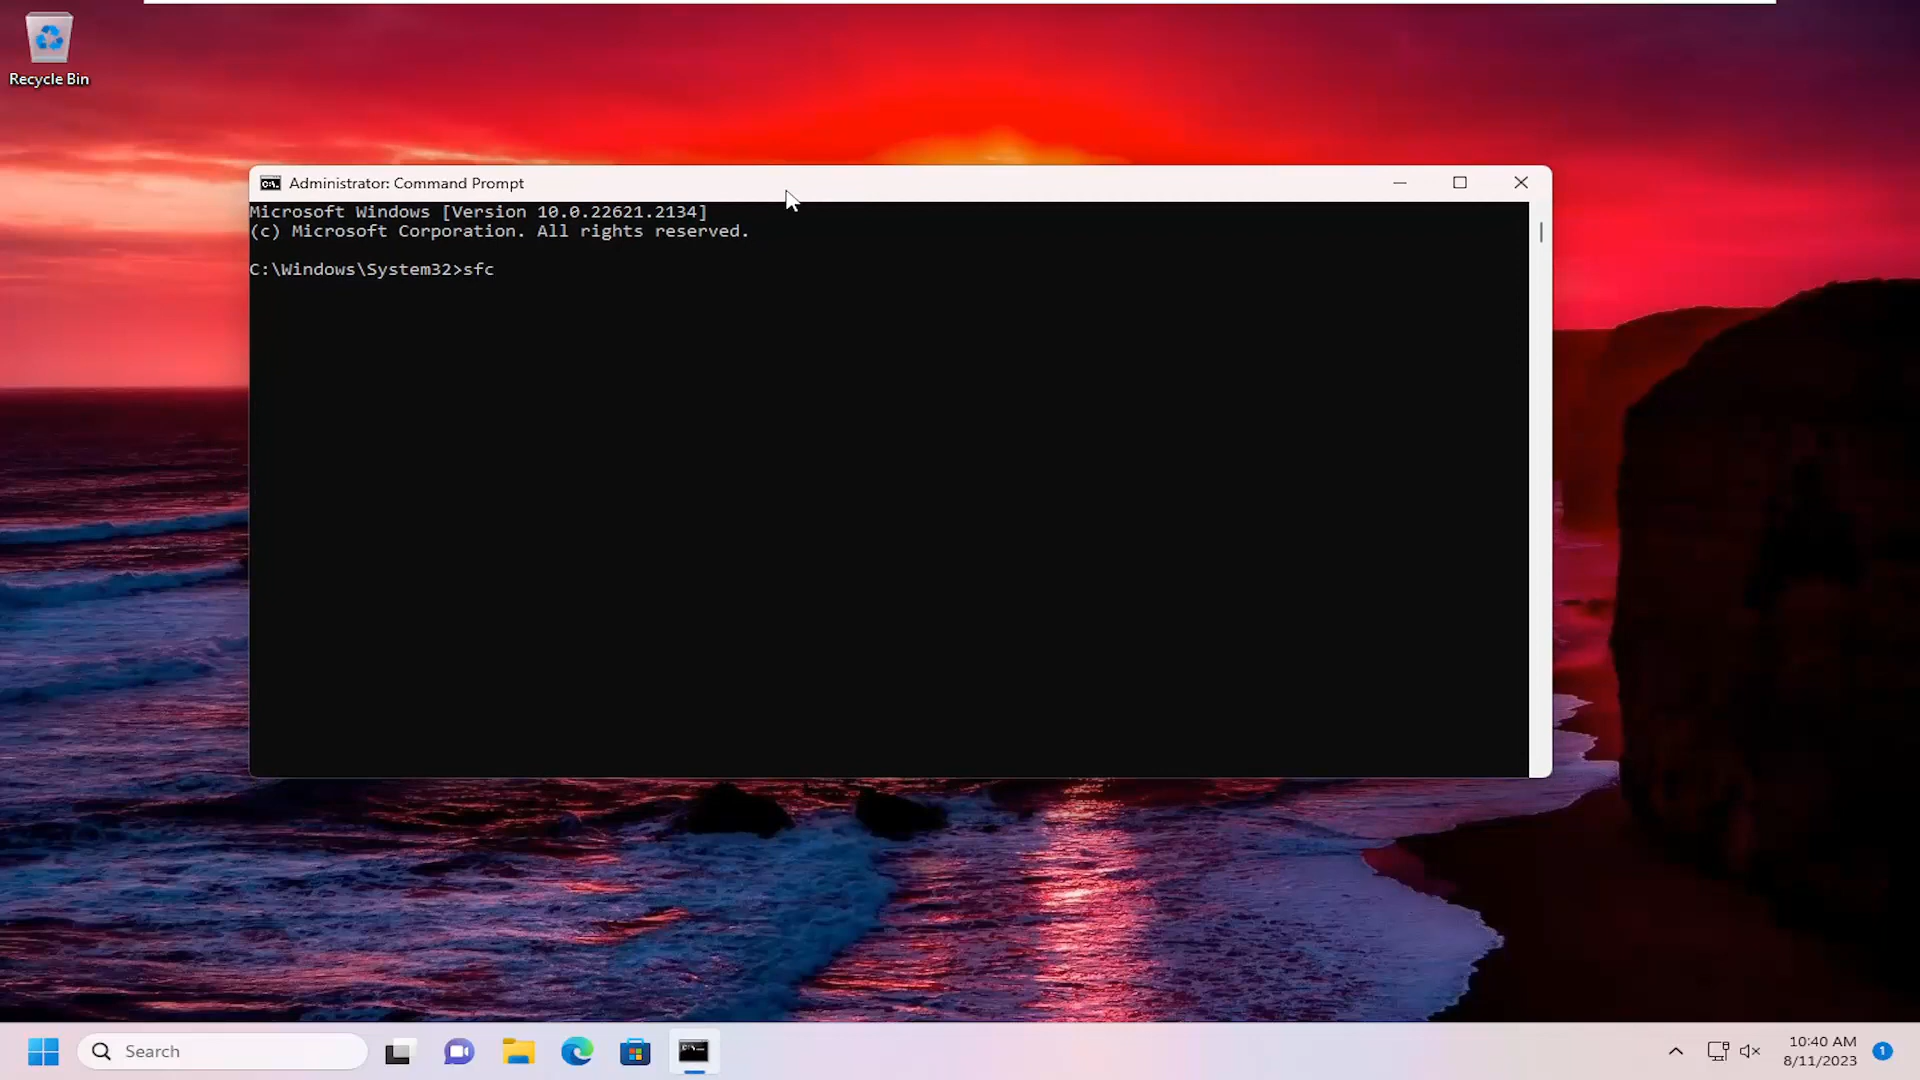 Recycle Bin
Administrator: Command Prompt
Microsoft Windows [Version 10.0.22621.2134]
(c) Microsoft Corporation. All rights reserved.
C:\Windows\System32>sfc
Search
10:40 AM
8/11/2023
1